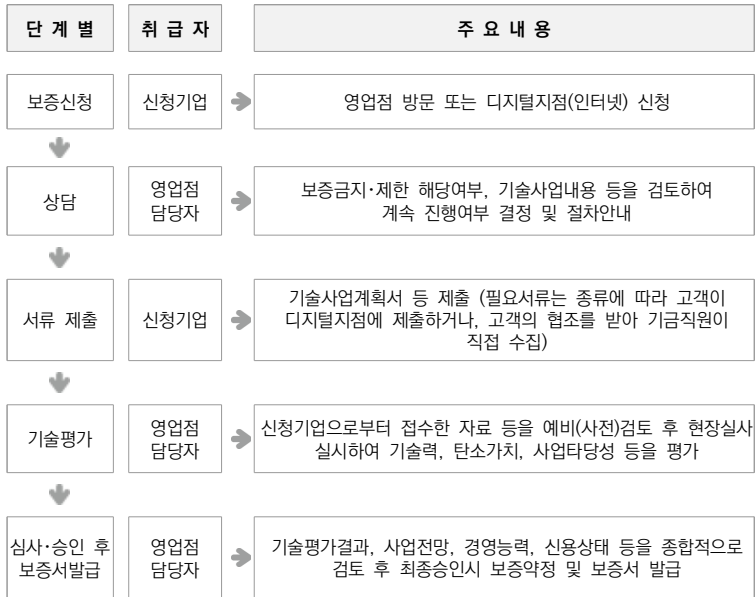 단 계 별
취 급 자
주 요 내 용
보증신청
신청기업
영업점 방문 또는 디지털지점(인터넷) 신청
상담
영업점
담당자
보증금지·제한 해당여부, 기술사업내용 등을 검토하여
계속 진행여부 결정 및 절차안내
서류 제출
신청기업
기술사업계획서 등 제출 (필요서류는 종류에 따라 고객이
디지털지점에 제출하거나, 고객의 협조를 받아 기금직원이
직접 수집)
기술평가
영업점
담당자
신청기업으로부터 접수한 자료 등을 예비(사전)검토 후 현장실사
실시하여 기술력, 탄소가치, 사업타당성 등을 평가
심사·승인 후
보증서발급
영업점
담당자
기술평가결과, 사업전망, 경영능력, 신용상태 등을 종합적으로
검토 후 최종승인시 보증약정 및 보증서 발급